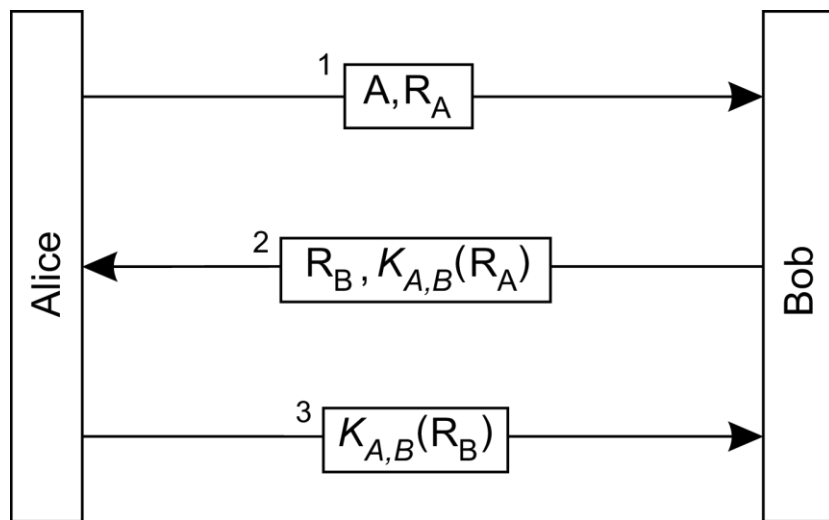 Alice
1
A,R_A
2
R_B, K_A,B(R_A)
3
K_A,B(R_B)
Bob